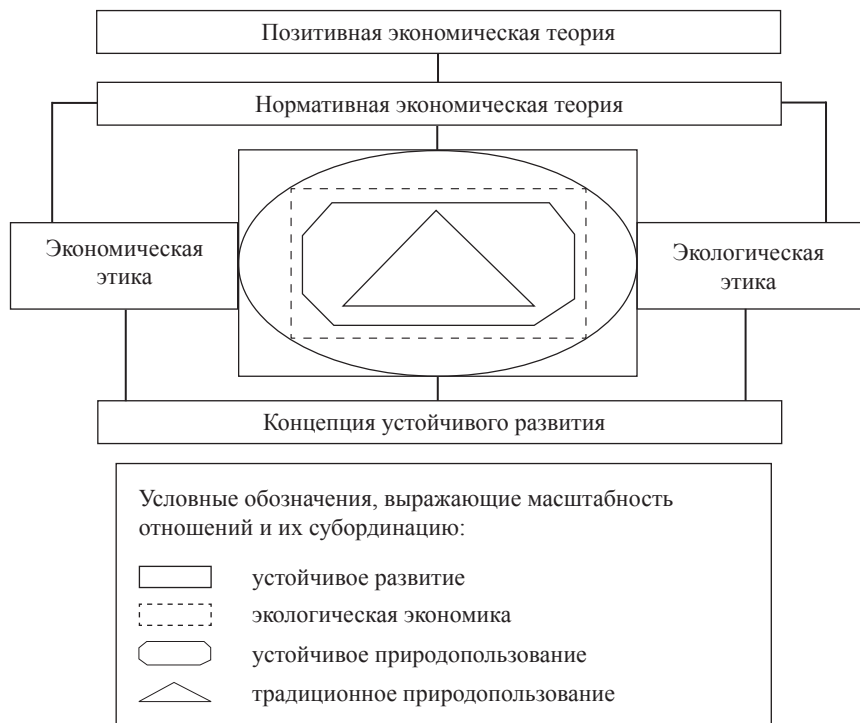 Позитивная экономическая теория
Нормативная экономическая теория
Экономическая
этика
Экологическая
этика
Концепция устойчивого развития
Условные обозначения, выражающие масштабность
отношений и их субординацию:
устойчивое развитие
экологическая экономика
устойчивое природопользование
традиционное природопользование